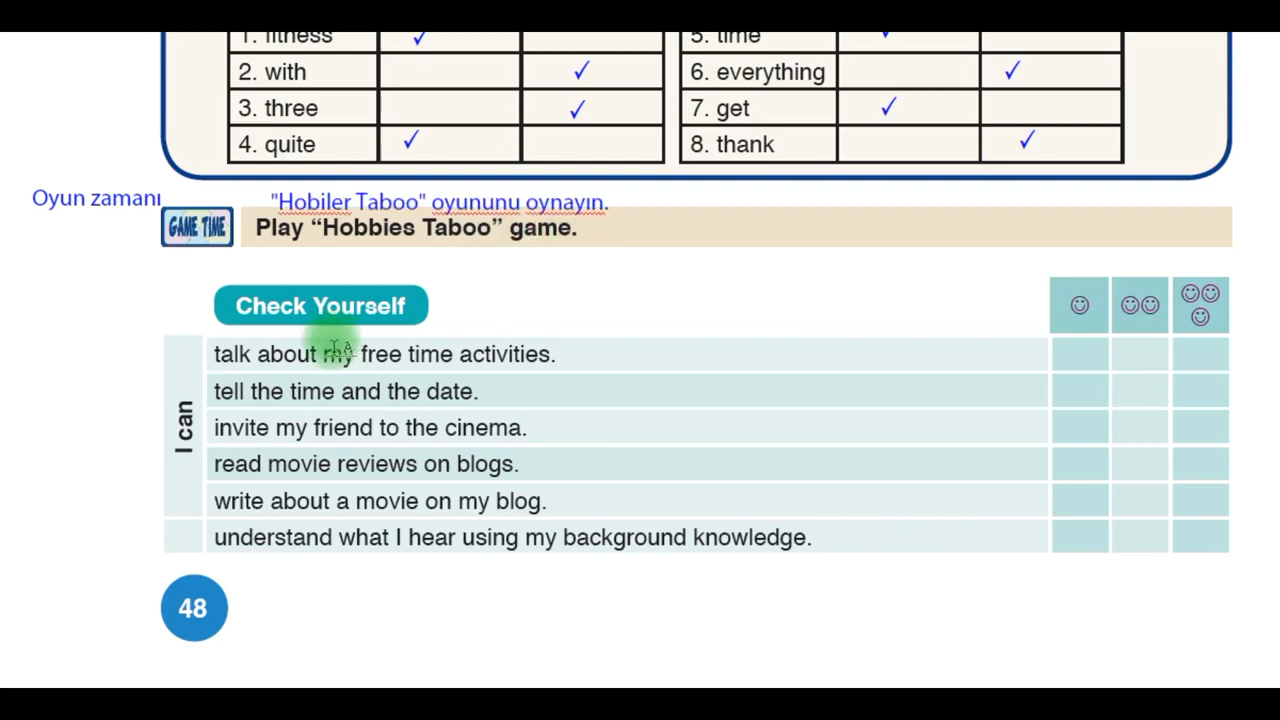 1. fitness ✓ 5. time ✓
2. with ✓ 6. everything ✓
3. three ✓ 7. get ✓
4. quite ✓ 8. thank ✓
Oyun zamanı "Hobiler Taboo" oyununu oynayın.
GAME TIME Play “Hobbies Taboo” game.
Check Yourself
I can
talk about my free time activities.
tell the time and the date.
invite my friend to the cinema.
read movie reviews on blogs.
write about a movie on my blog.
understand what I hear using my background knowledge.
48